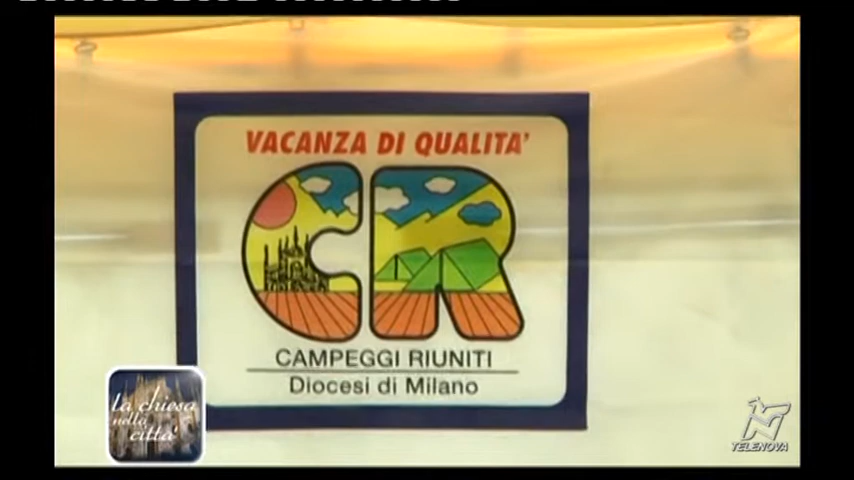 VACANZA DI QUALITA'
CR
CAMPEGGI RIUNITI
Diocesi di Milano
la chiesa
nella
città
TELENOVA